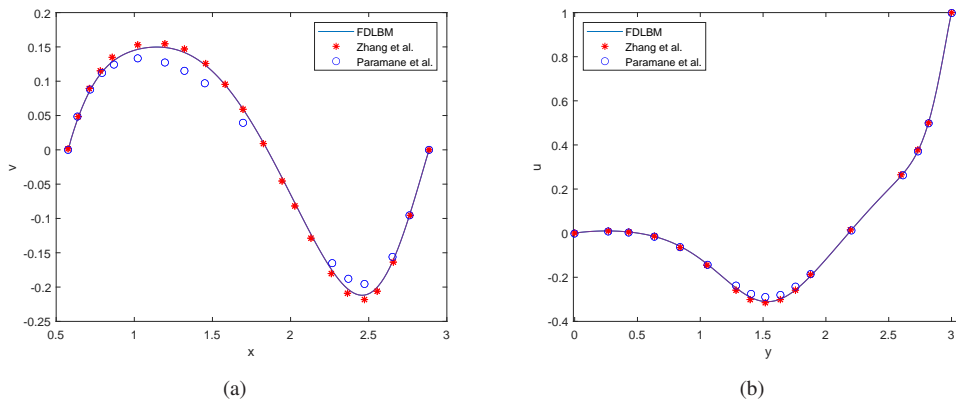 FDLBM
Zhang et al.
Paramane et al.
0.2
0.15
0.1
0.05
0
-0.05
-0.1
-0.15
-0.2
-0.25
v
0.5 1 1.5 2 2.5 3
x
(a)
FDLBM
Zhang et al.
Paramane et al.
1
0.8
0.6
0.4
0.2
0
-0.2
-0.4
u
0 0.5 1 1.5 2 2.5 3
y
(b)